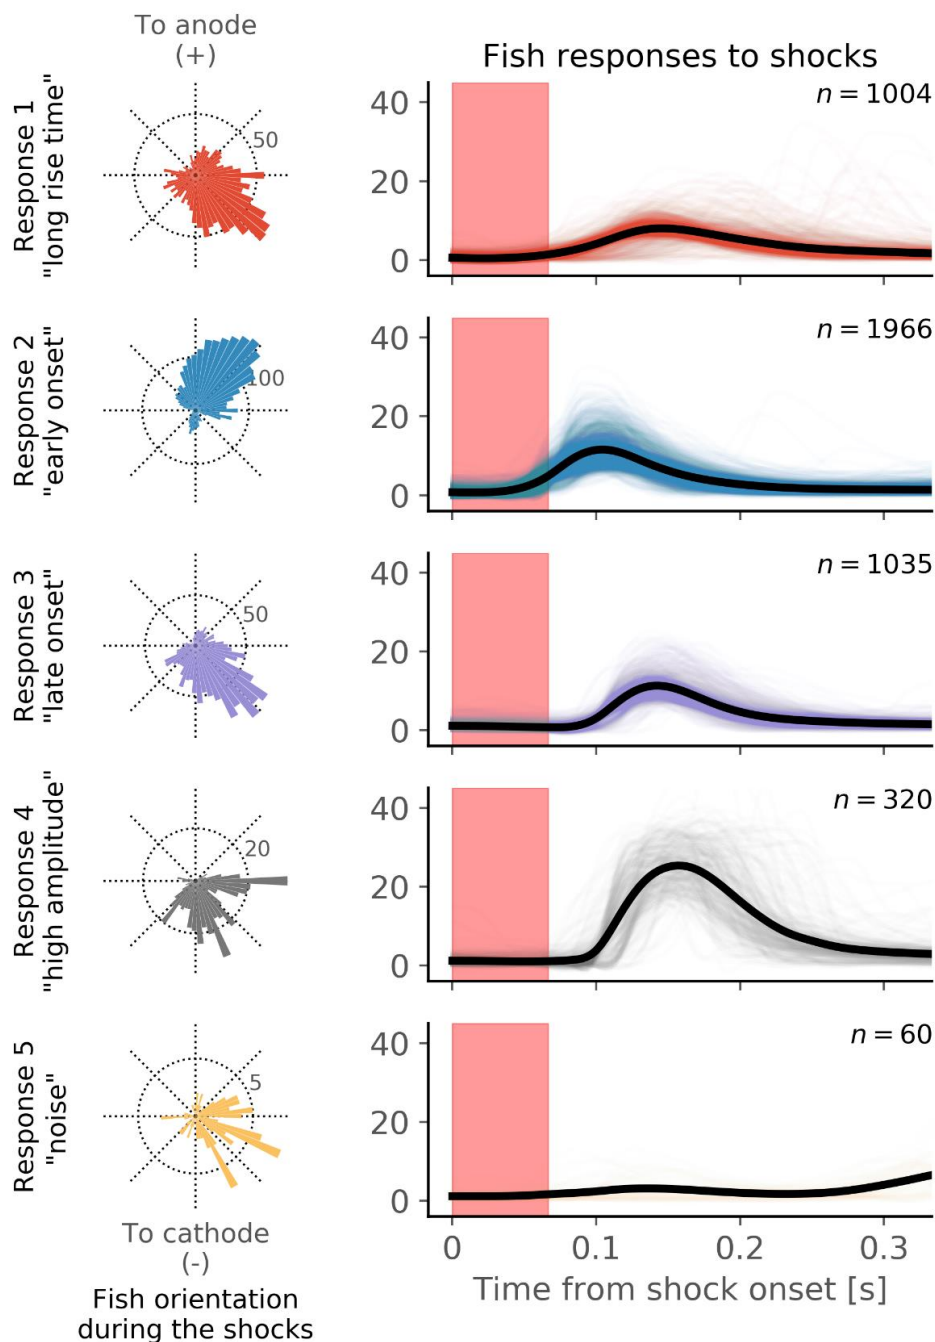 To anode
(+)
Fish responses to shocks
Response 1
"long rise time"
50
40
20
0
n = 1004
Response 2
"early onset"
100
40
20
0
n = 1966
Response 3
"late onset"
50
40
20
0
n = 1035
Response 4
"high amplitude"
20
40
20
0
n = 320
Response 5
"noise"
5
40
20
0
n = 60
To cathode
(-)
Fish orientation
during the shocks
0 0.1 0.2 0.3
Time from shock onset [s]